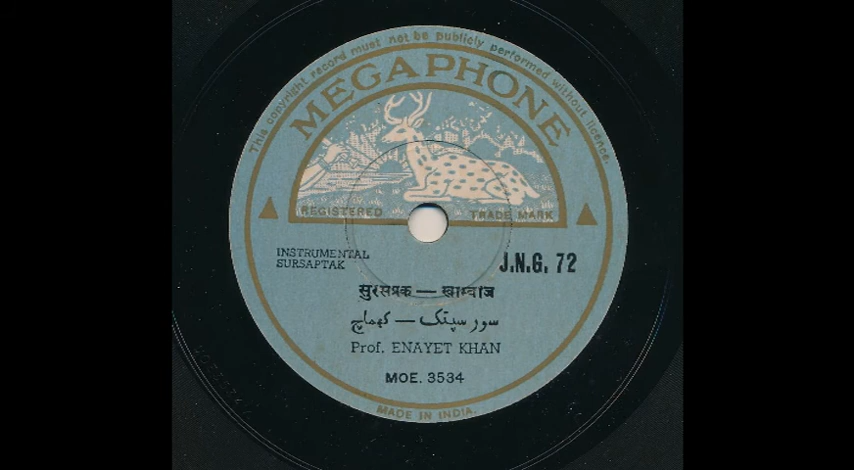 This copyright record must not be publicly performed without licence.
MEGAPHONE
REGISTERED TRADE MARK
INSTRUMENTAL
SURSAPTAK
J.N.G. 72
सुरसप्तक — खाम्वाज
سور سپتک — کھماچ
Prof. ENAYET KHAN
MOE. 3534
MADE IN INDIA.